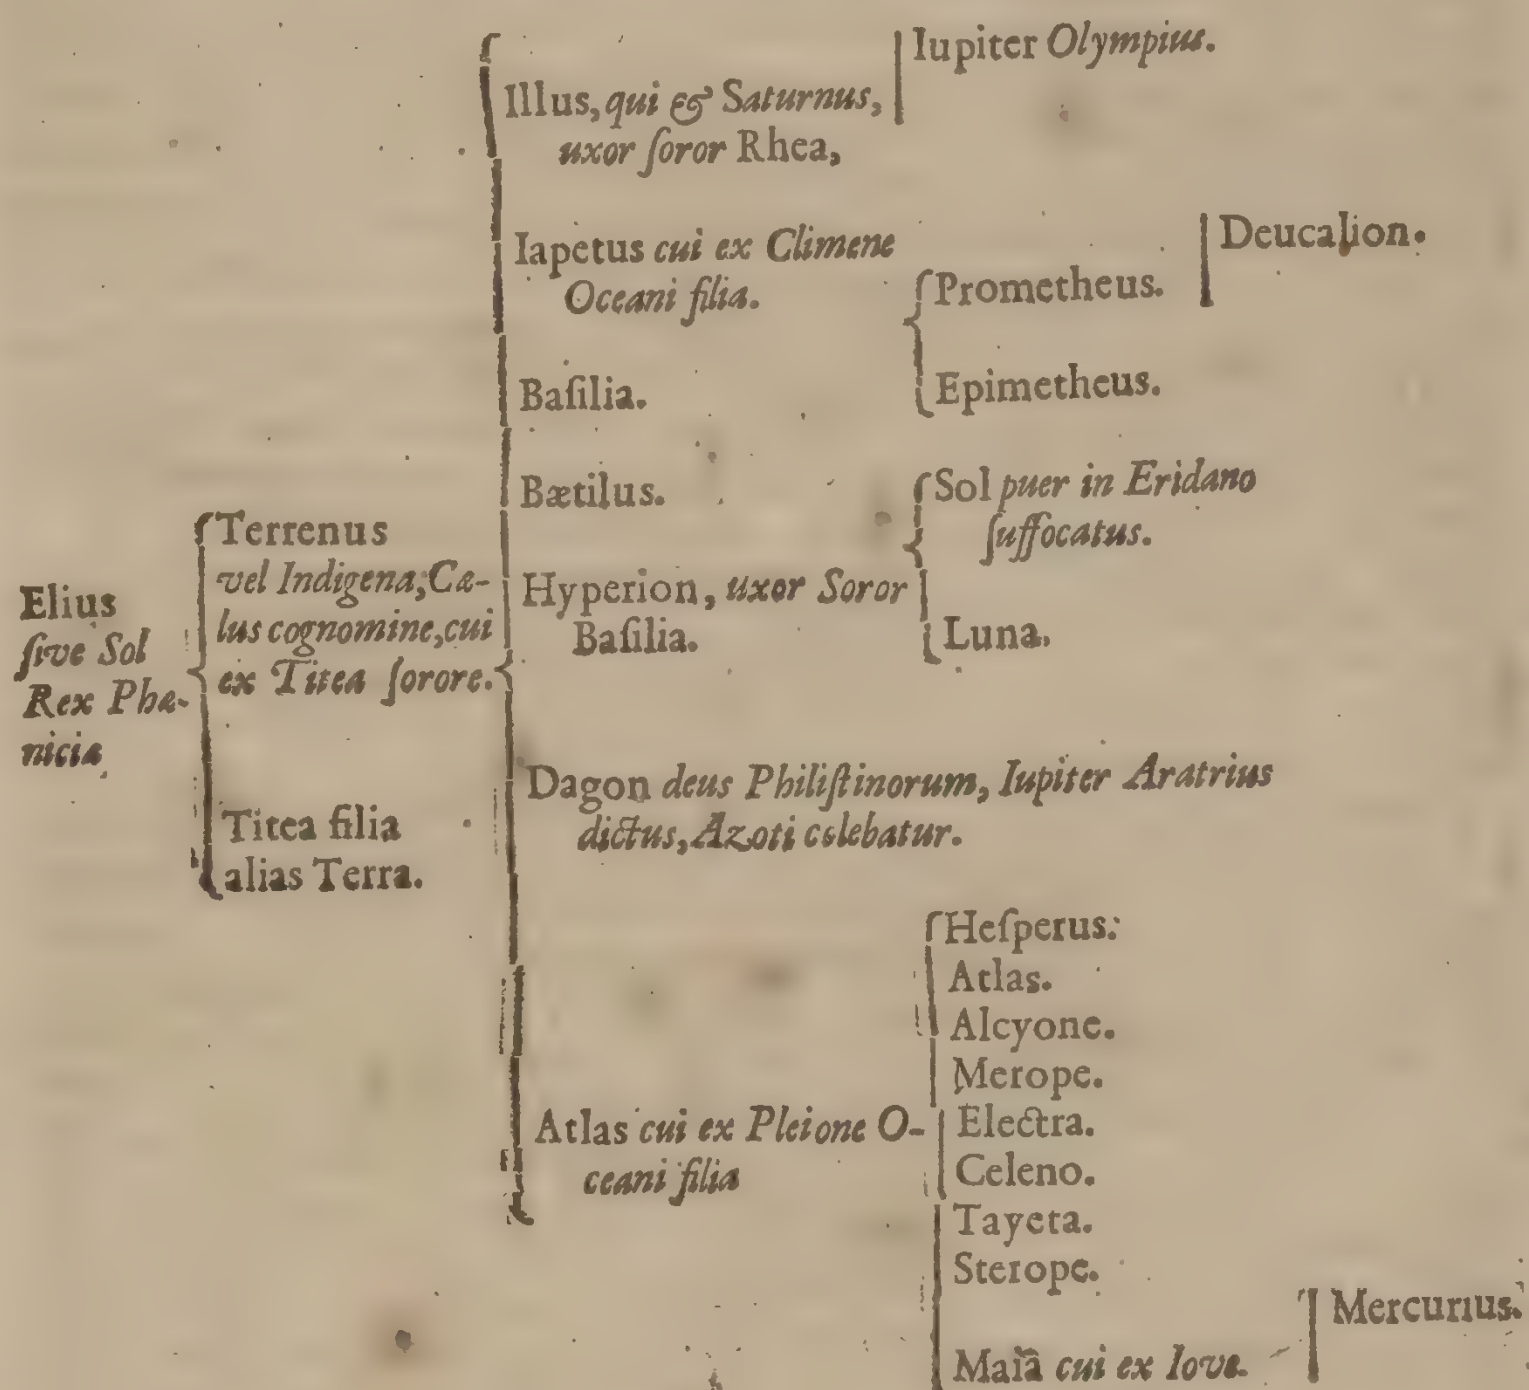 Elius
ſive Sol
Rex Phæ-
nicia
Terrenus
vel Indigena, Cæ-
lus cognomine, cui
ex Titea ſorore.
Titea filia
alias Terra.
Illus, qui & Saturnus,
uxor ſoror Rhea,
Iupiter Olympius.
Iapetus cui ex Climene
Oceani filia.
Prometheus.
Deucalion.
Epimetheus.
Baſilia.
Bætilus.
Hyperion, uxor Soror
Baſilia.
Sol puer in Eridano
ſuffocatus.
Luna.
Dagon deus Philiſtinorum, Iupiter Aratrius
dictus, Azoti celebatur.
Atlas cui ex Pleione O-
ceani filia
Heſperus.
Atlas.
Alcyone.
Merope.
Electra.
Celeno.
Tayeta.
Sterope.
Maiâ cui ex Iove.
Mercurius.